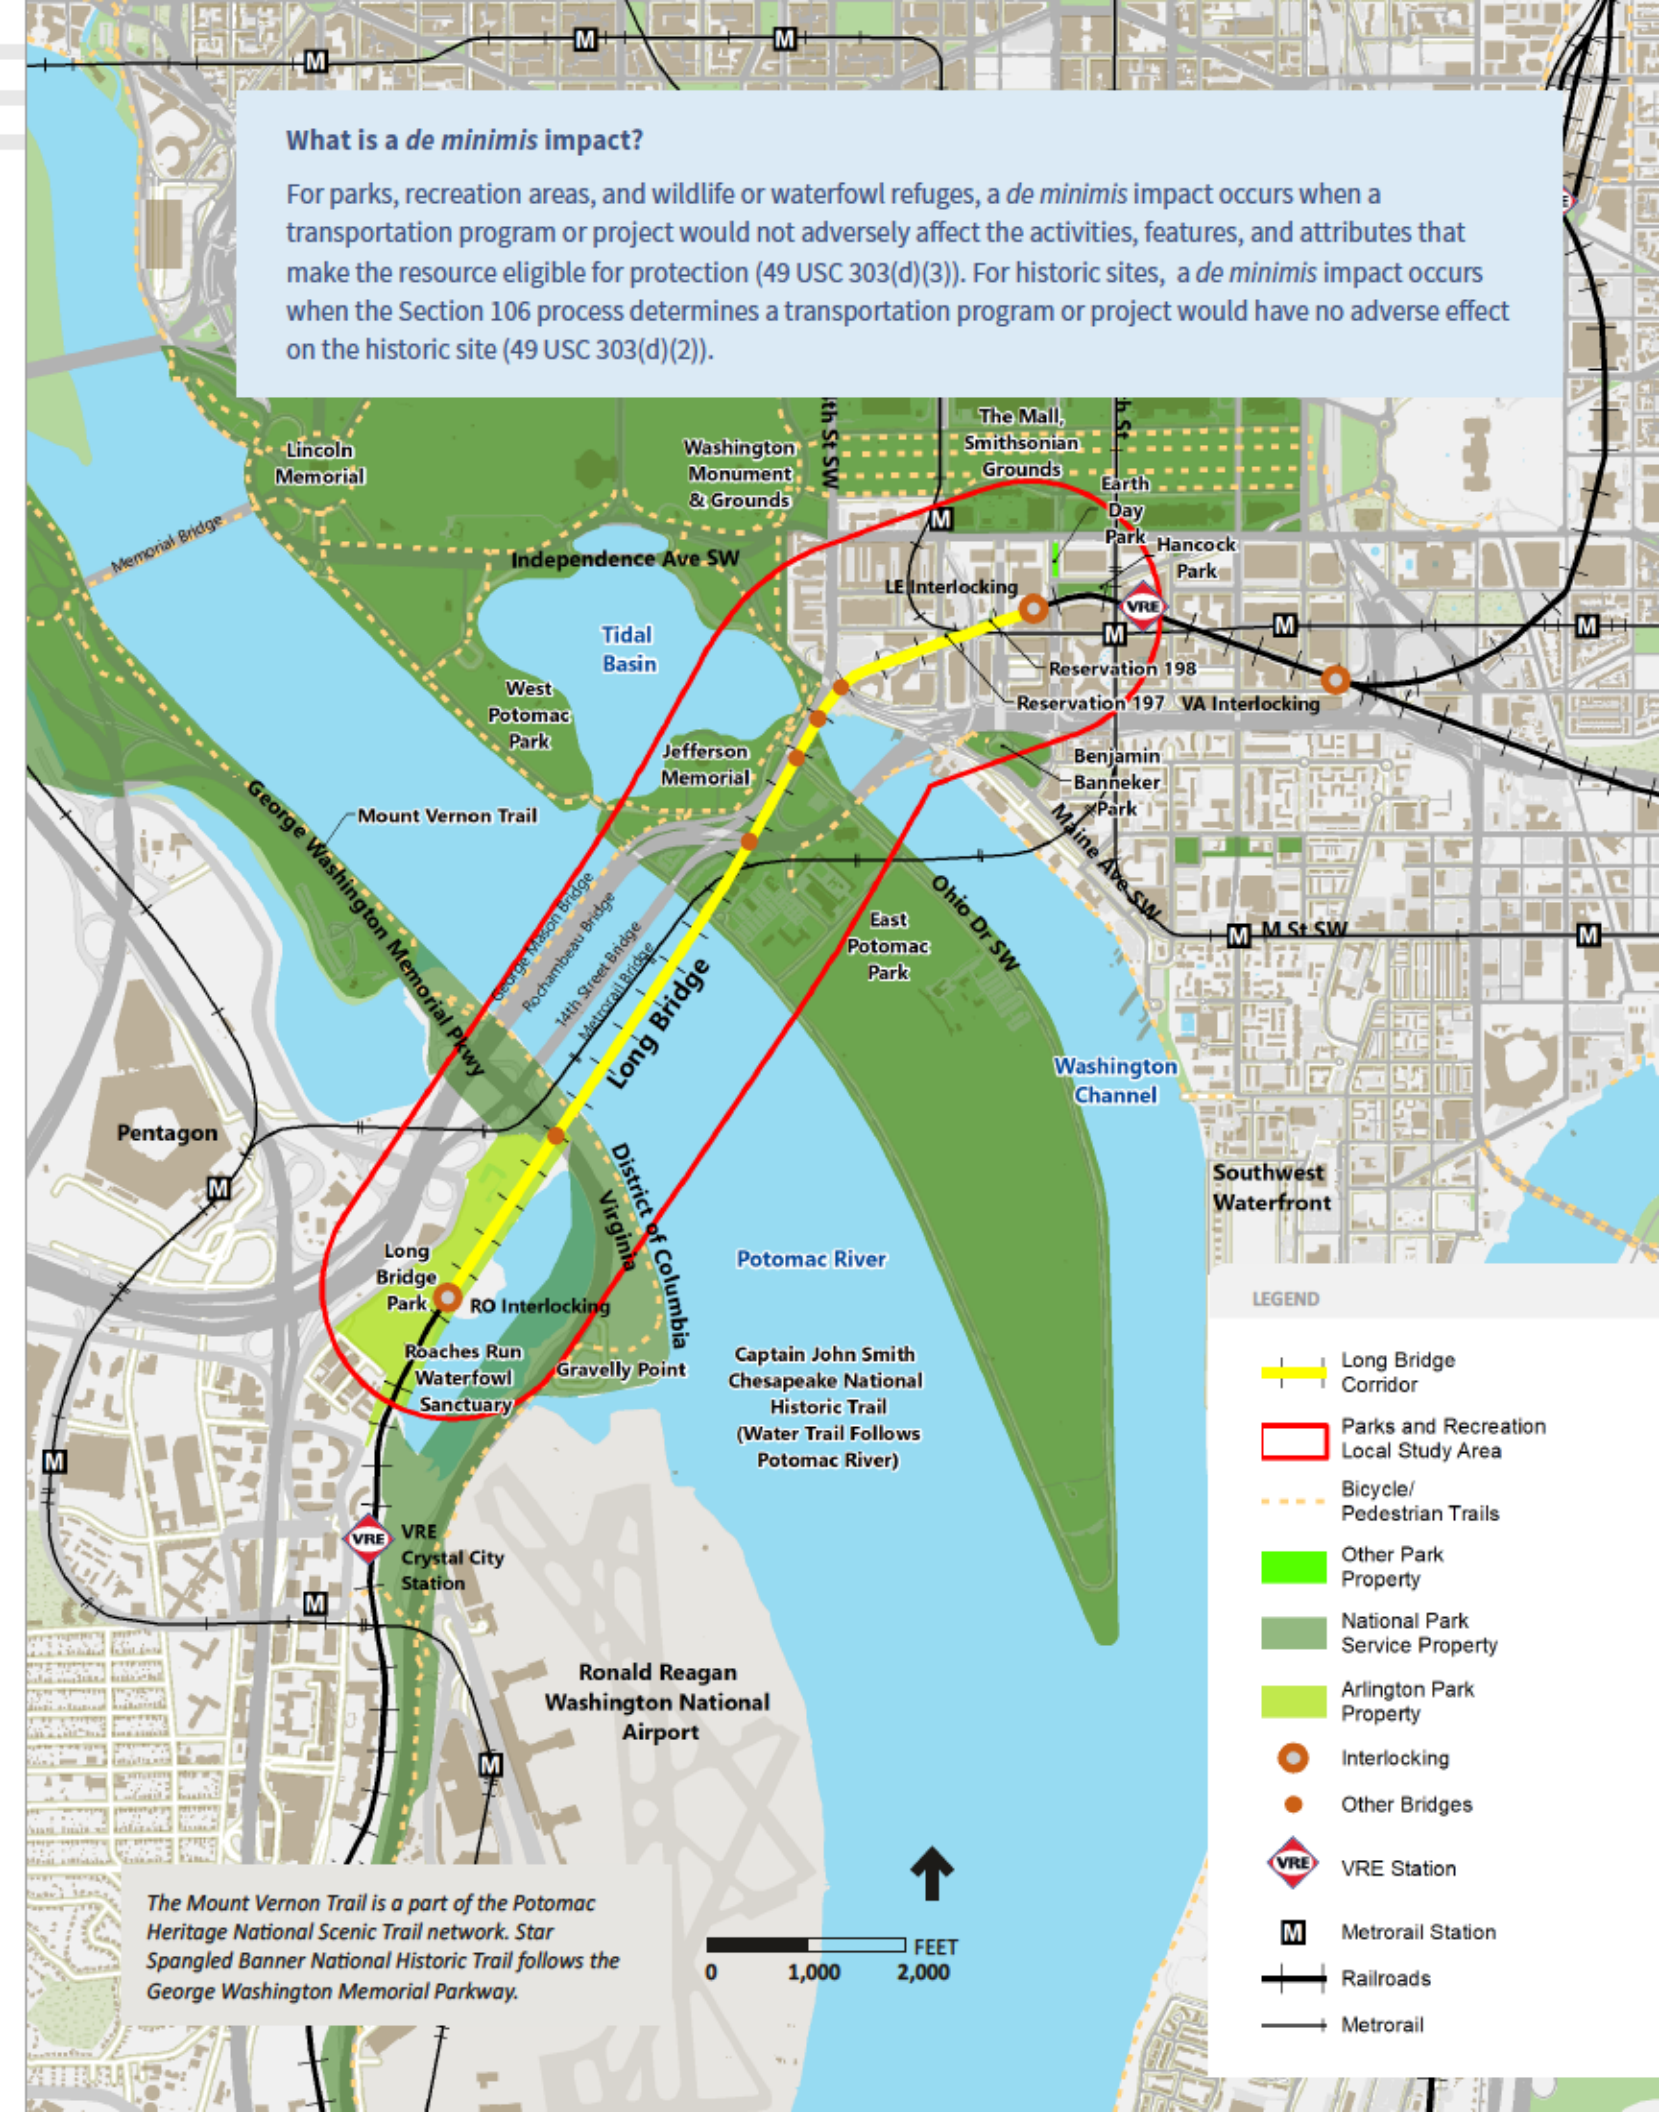 What is a de minimis impact?
For parks, recreation areas, and wildlife or waterfowl refuges, a de minimis impact occurs when a
transportation program or project would not adversely affect the activities, features, and attributes that
make the resource eligible for protection (49 USC 303(d)(3)). For historic sites, a de minimis impact occurs
when the Section 106 process determines a transportation program or project would have no adverse effect
on the historic site (49 USC 303(d)(2)).
M
M
M
Lincoln
Memorial
Washington
Monument
& Grounds
th St SW
The Mall,
Smithsonian
Grounds
h St
Earth
Day
Park
Hancock
Park
Memorial Bridge
Independence Ave SW
M
LE Interlocking
VRE
M
M
M
Tidal
Basin
Reservation 198
Reservation 197
VA Interlocking
West
Potomac
Park
Jefferson
Memorial
Benjamin
Banneker
Park
George Washington Memorial Pkwy
Mount Vernon Trail
Maine Ave SW
George Mason Bridge
Rochambeau Bridge
14th Street Bridge
Metrorail Bridge
Long Bridge
East
Potomac
Park
Ohio Dr SW
M
M St SW
M
Washington
Channel
Pentagon
M
District of Columbia
Virginia
Southwest
Waterfront
Long
Bridge
Park
RO Interlocking
Potomac River
Roaches Run
Waterfowl
Sanctuary
Gravelly Point
Captain John Smith
Chesapeake National
Historic Trail
(Water Trail Follows
Potomac River)
M
VRE
VRE
Crystal City
Station
M
Ronald Reagan
Washington National
Airport
M
The Mount Vernon Trail is a part of the Potomac
Heritage National Scenic Trail network. Star
Spangled Banner National Historic Trail follows the
George Washington Memorial Parkway.
FEET
0 1,000 2,000
LEGEND
Long Bridge
Corridor
Parks and Recreation
Local Study Area
Bicycle/
Pedestrian Trails
Other Park
Property
National Park
Service Property
Arlington Park
Property
Interlocking
Other Bridges
VRE
VRE Station
M
Metrorail Station
Railroads
Metrorail